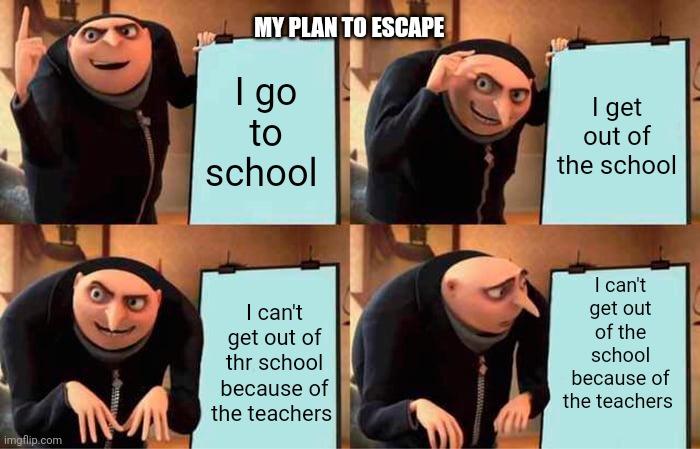 MY PLAN TO ESCAPE
I go
to
school
I get
out of
the school
I can't
get out of
thr school
because of
the teachers
I can't
get out
of the
school
because of
the teachers
imgflip.com